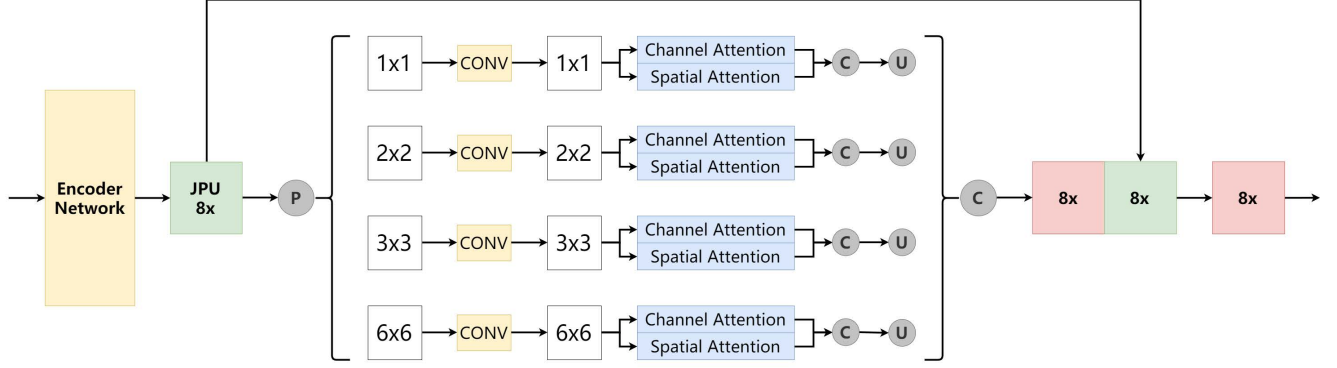 Encoder
Network
JPU
8x
P
1x1
CONV
1x1
Channel Attention
Spatial Attention
C
U
2x2
CONV
2x2
Channel Attention
Spatial Attention
C
U
3x3
CONV
3x3
Channel Attention
Spatial Attention
C
U
6x6
CONV
6x6
Channel Attention
Spatial Attention
C
U
C
8x
8x
8x